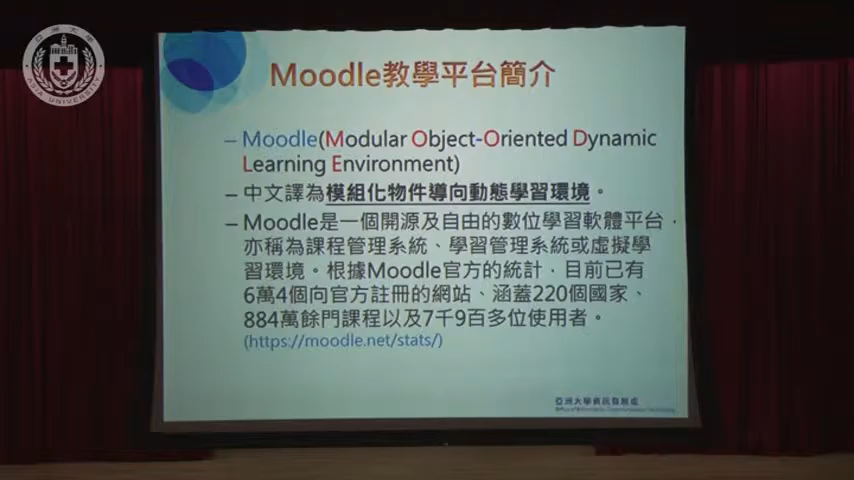 亞洲大學
ASIA UNIVERSITY
Moodle教學平台簡介
– Moodle(Modular Object-Oriented Dynamic
Learning Environment)
– 中文譯為模組化物件導向動態學習環境。
– Moodle是一個開源及自由的數位學習軟體平台，
亦稱為課程管理系統、學習管理系統或虛擬學
習環境。根據Moodle官方的統計，目前已有
6萬4個向官方註冊的網站、涵蓋220個國家、
884萬餘門課程以及7千9百多位使用者。
(https://moodle.net/stats/)
亞洲大學資訊發展處